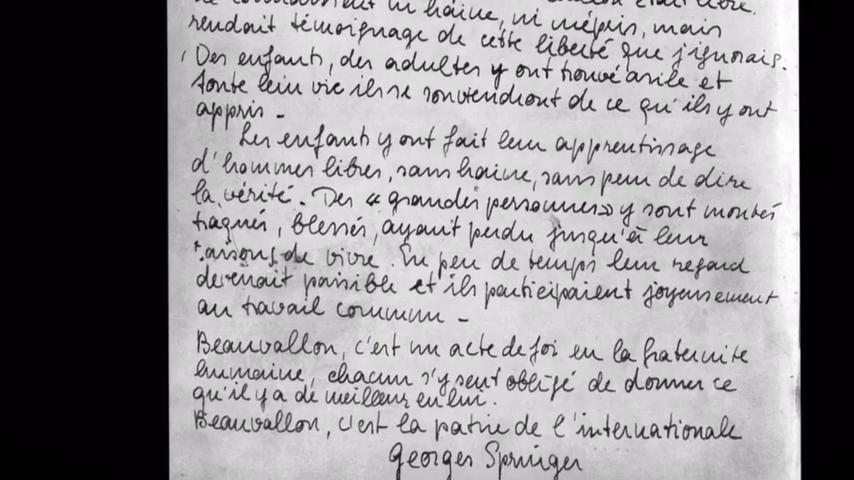 ni haine, ni mépris, mais
rendait témoignage de cette liberté que j'ignorais.
Des enfants, des adultes y ont trouvé asile et
toute leur vie ils se souviendront de ce qu'ils y ont
appris -
Les enfants y ont fait leur apprentissage
d'hommes libres, sans haine, sans peur de dire
la vérité. Des « grandes personnes » y sont montés
traqués, blessés, ayant perdu jusqu'à leur
raisons de vivre. En peu de temps leur regard
devenait paisible et ils participaient joyeusement
au travail commun -
Beauvallon, c'est un acte de foi en la fraternité
humaine, chacun s'y sent obligé de donner ce
qu'il y a de meilleur en lui.
Beauvallon, c'est la patrie de l'internationale
Georges Springer